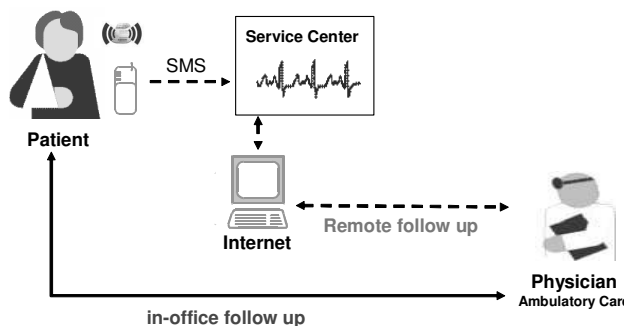 Service Center
SMS
Patient
Internet
Remote follow up
Physician
Ambulatory Care
in-office follow up